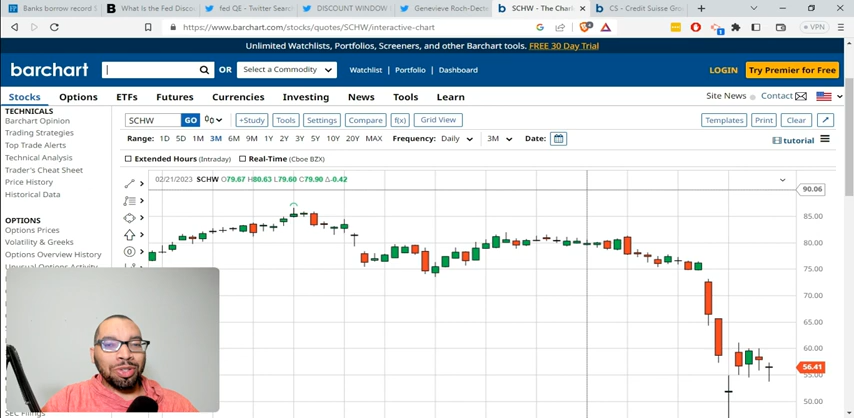 Banks borrow record S
What Is the Fed Discou
fed QE - Twitter Searc
DISCOUNT WINDOW
Genevieve Roch-Decte
SCHW - The Chart
CS - Credit Suisse Gro
https://www.barchart.com/stocks/quotes/SCHW/interactive-chart
VPN
Unlimited Watchlists, Portfolios, Screeners, and other Barchart tools. FREE 30 Day Trial
barchart
OR
Select a Commodity
Watchlist | Portfolio | Dashboard
LOGIN
Try Premier for Free
Stocks Options ETFs Futures Currencies Investing News Tools Learn
Site News Contact
TECHNICALS
Barchart Opinion
Trading Strategies
Top Trade Alerts
Technical Analysis
Trader's Cheat Sheet
Price History
Historical Data
OPTIONS
Options Prices
Volatility & Greeks
Options Overview History
Unusual Options Activity
SEC Filings
SCHW GO +Study Tools Settings Compare f(x) Grid View Templates Print Clear
Range: 1D 5D 1M 3M 6M 9M 1Y 2Y 3Y 5Y 10Y 20Y MAX Frequency: Daily 3M Date:
tutorial
Extended Hours (Intraday) Real-Time (Cboe BZX)
02/21/2023 SCHW O79.67 H80.63 L79.60 C79.90 Δ-0.42
90.06
85.00
80.00
75.00
70.00
65.00
60.00
56.41
55.00
50.00